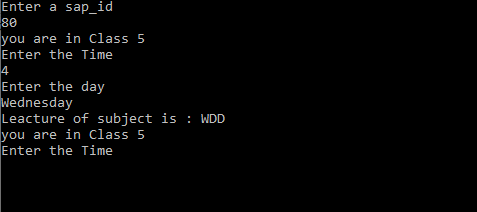 Enter a sap_id
80
you are in Class 5
Enter the Time
4
Enter the day
Wednesday
Leacture of subject is : WDD
you are in Class 5
Enter the Time